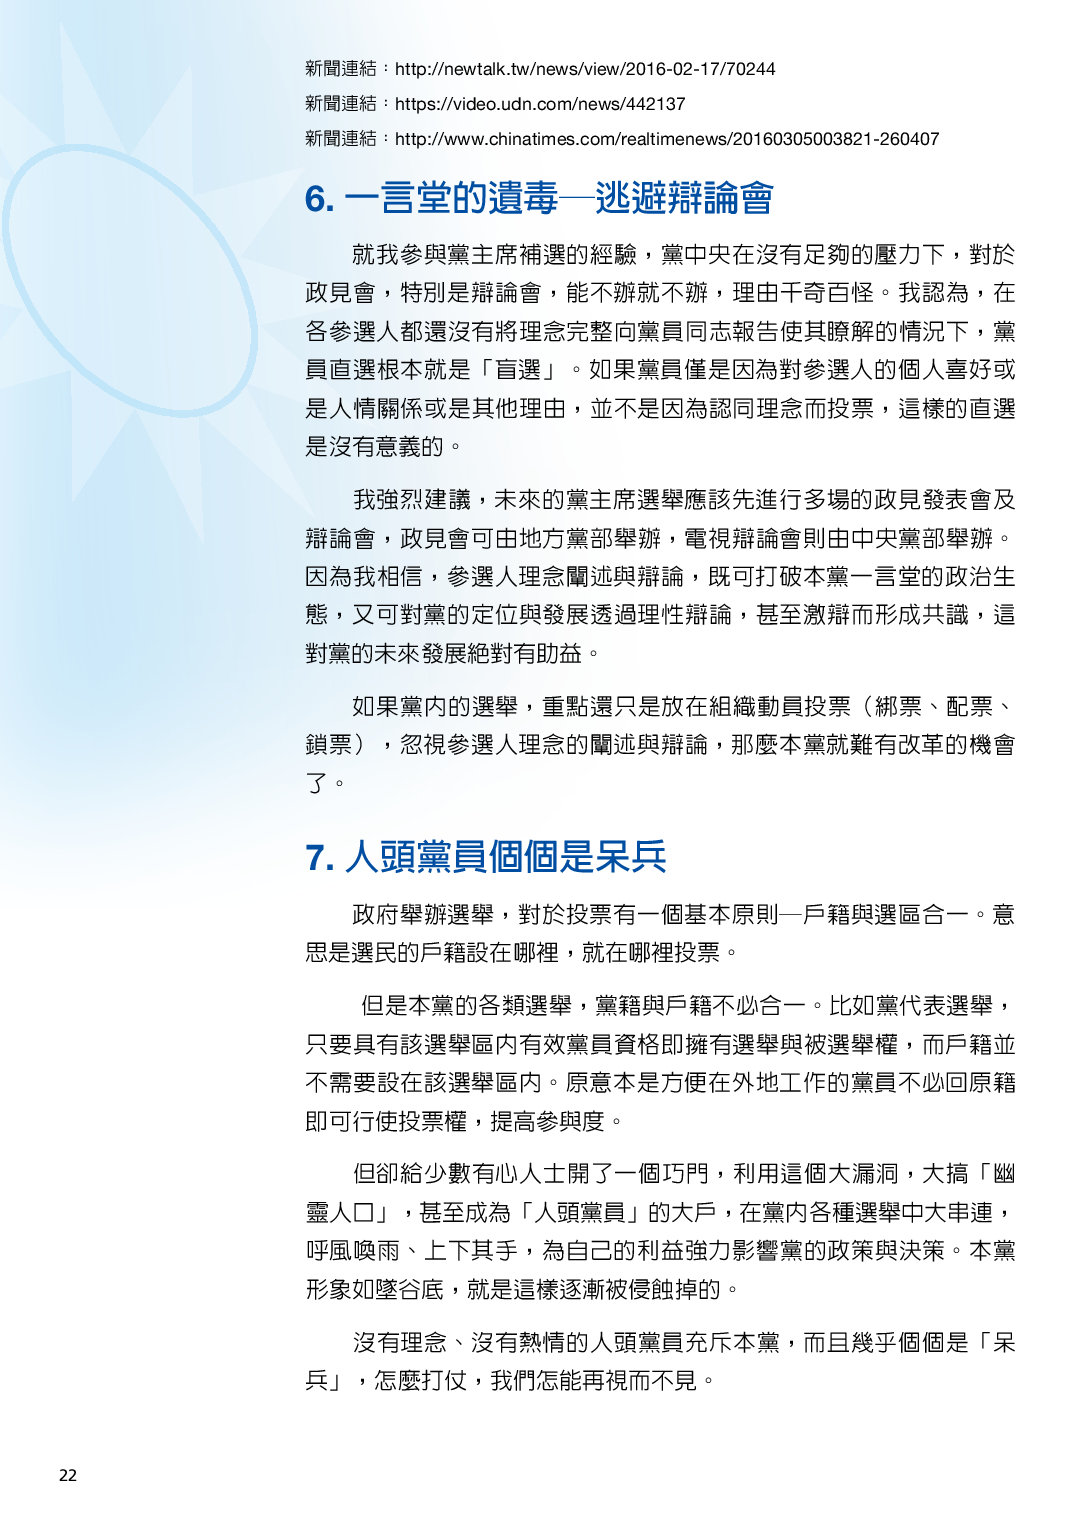 新聞連結：http://newtalk.tw/news/view/2016-02-17/70244
新聞連結：https://video.udn.com/news/442137
新聞連結：http://www.chinatimes.com/realtimenews/20160305003821-260407
6. 一言堂的遺毒─逃避辯論會
就我參與黨主席補選的經驗，黨中央在沒有足夠的壓力下，對於
政見會，特別是辯論會，能不辦就不辦，理由千奇百怪。我認為，在
各參選人都還沒有將理念完整向黨員同志報告使其瞭解的情況下，黨
員直選根本就是「盲選」。如果黨員僅是因為對參選人的個人喜好或
是人情關係或是其他理由，並不是因為認同理念而投票，這樣的直選
是沒有意義的。
我強烈建議，未來的黨主席選舉應該先進行多場的政見發表會及
辯論會，政見會可由地方黨部舉辦，電視辯論會則由中央黨部舉辦。
因為我相信，參選人理念闡述與辯論，既可打破本黨一言堂的政治生
態，又可對黨的定位與發展透過理性辯論，甚至激辯而形成共識，這
對黨的未來發展絕對有助益。
如果黨內的選舉，重點還只是放在組織動員投票（綁票、配票、
鎖票），忽視參選人理念的闡述與辯論，那麼本黨就難有改革的機會
了。
7. 人頭黨員個個是呆兵
政府舉辦選舉，對於投票有一個基本原則─戶籍與選區合一。意
思是選民的戶籍設在哪裡，就在哪裡投票。
但是本黨的各類選舉，黨籍與戶籍不必合一。比如黨代表選舉，
只要具有該選舉區內有效黨員資格即擁有選舉與被選舉權，而戶籍並
不需要設在該選舉區內。原意本是方便在外地工作的黨員不必回原籍
即可行使投票權，提高參與度。
但卻給少數有心人士開了一個巧門，利用這個大漏洞，大搞「幽
靈人口」，甚至成為「人頭黨員」的大戶，在黨內各種選舉中大串連，
呼風喚雨、上下其手，為自己的利益強力影響黨的政策與決策。本黨
形象如墜谷底，就是這樣逐漸被侵蝕掉的。
沒有理念、沒有熱情的人頭黨員充斥本黨，而且幾乎個個是「呆
兵」，怎麼打仗，我們怎能再視而不見。
22